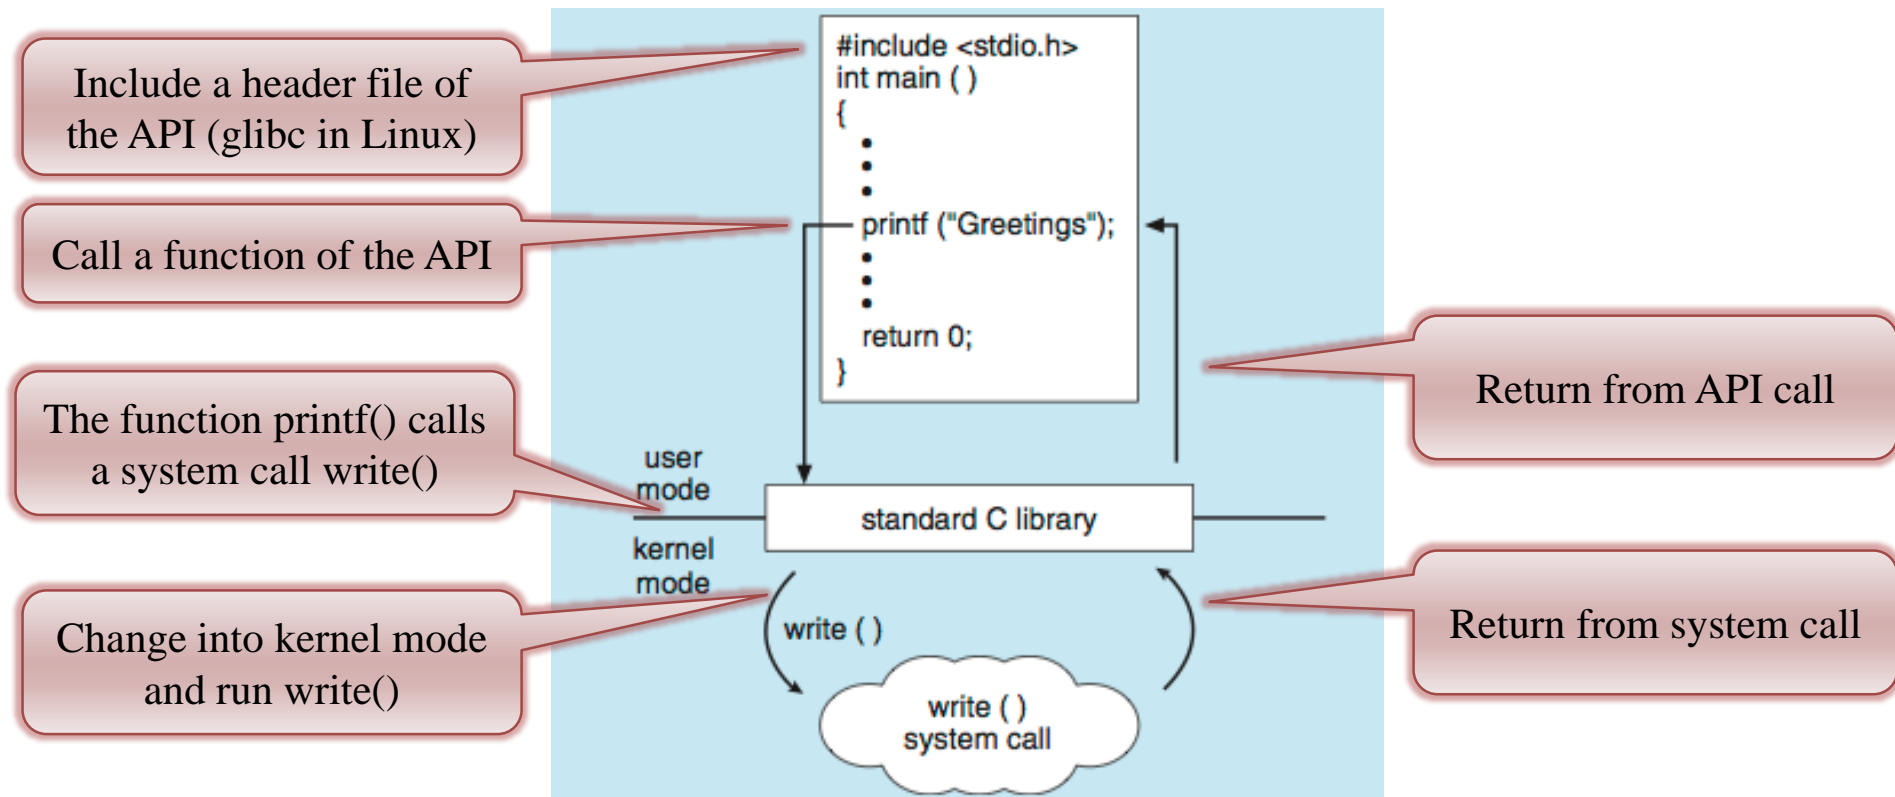 Include a header file of
the API (glibc in Linux)
Call a function of the API
The function printf() calls
a system call write()
Change into kernel mode
and run write()
#include <stdio.h>
int main ( )
{
printf ("Greetings");
return 0;
}
user
mode
standard C library
kernel
mode
write ( )
write ( )
system call
Return from API call
Return from system call